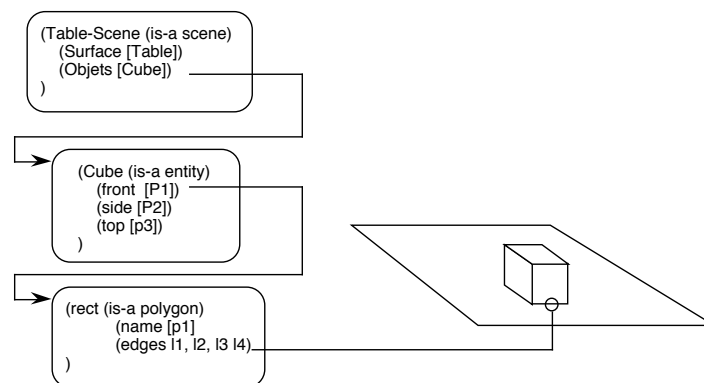 (Table-Scene (is-a scene)
(Surface [Table])
(Objets [Cube])
)
(Cube (is-a entity)
(front [P1])
(side [P2])
(top [p3])
)
(rect (is-a polygon)
(name [p1]
(edges l1, l2, l3 l4)
)